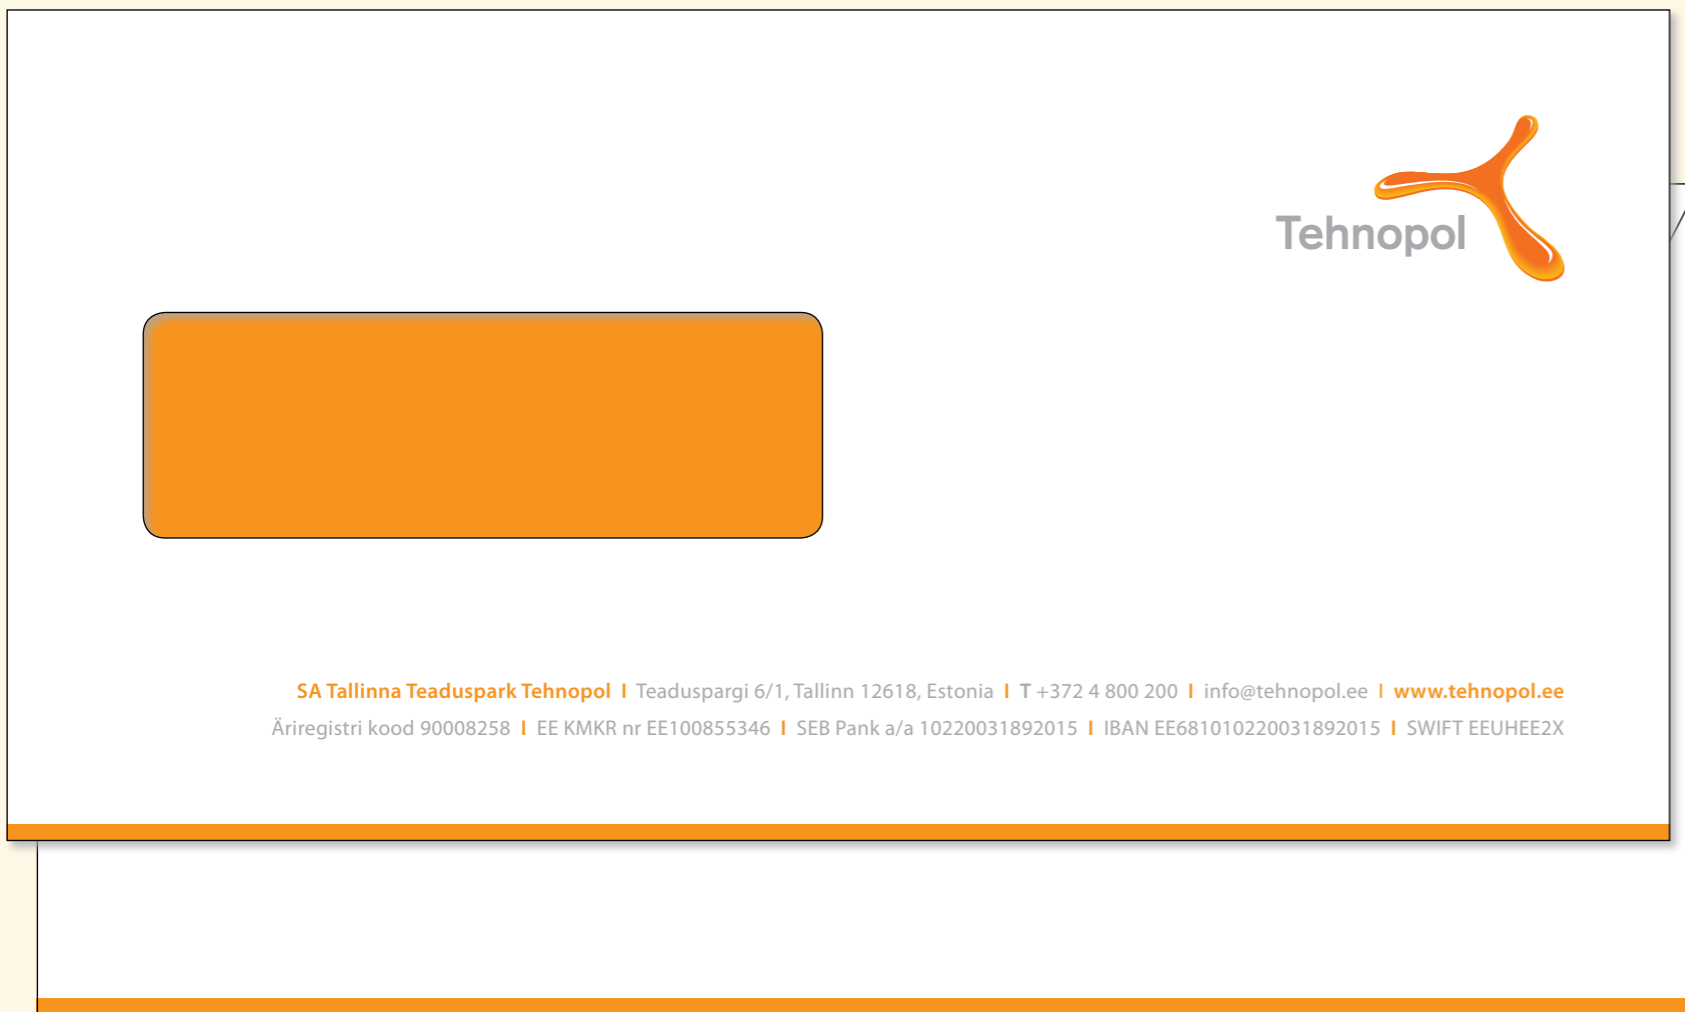 Tehnopol
SA Tallinna Teaduspark Tehnopol I Teaduspargi 6/1, Tallinn 12618, Estonia I T +372 4 800 200 I info@tehnopol.ee I www.tehnopol.ee
Äriregistri kood 90008258 I EE KMKR nr EE100855346 I SEB Pank a/a 10220031892015 I IBAN EE681010220031892015 I SWIFT EEUHEE2X